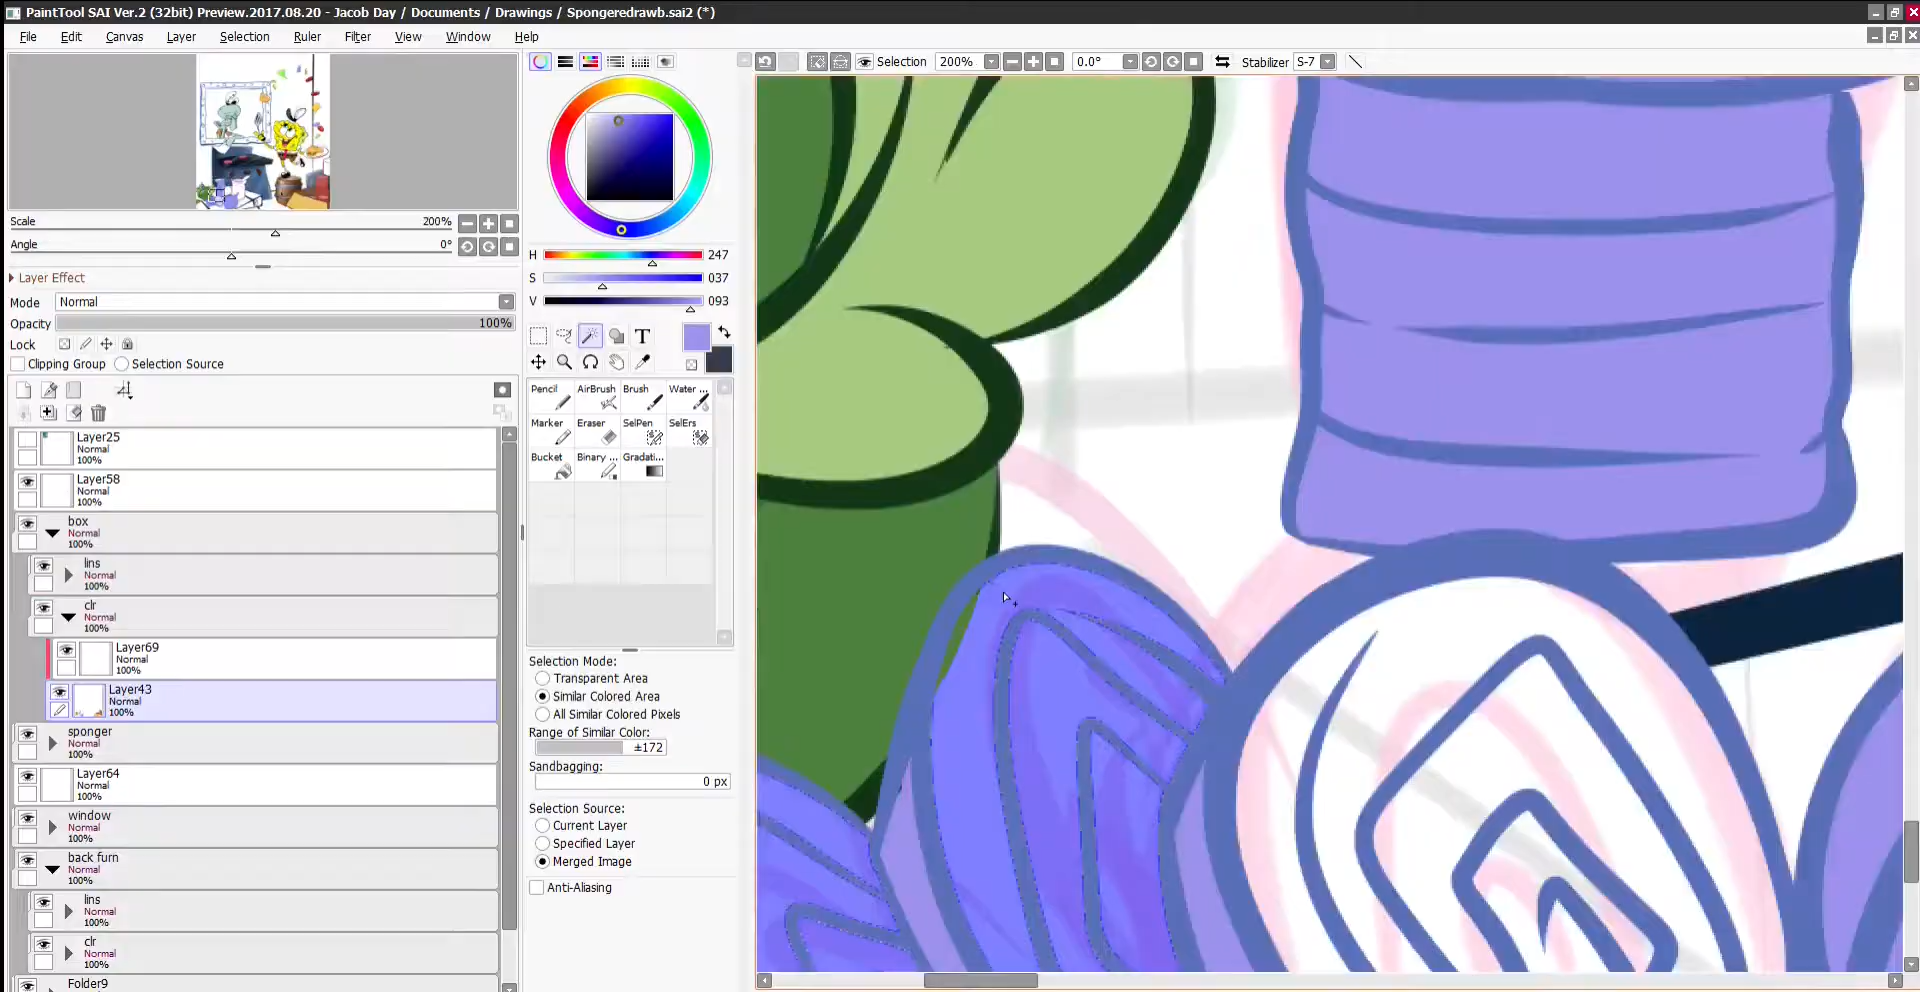 PaintTool SAI Ver.2 (32bit) Preview.2017.08.20 - Jacob Day / Documents / Drawings / Spongeredrawb.sai2 (*)
File Edit Canvas Layer Selection Ruler Filter View Window Help
Selection 200% 0.0° Stabilizer S-7
Scale 200%
Angle 0°
Layer Effect
Mode Normal
Opacity 100%
Lock
Clipping Group Selection Source
Layer25
Normal
100%
Layer58
Normal
100%
box
Normal
100%
lins
Normal
100%
clr
Normal
100%
Layer69
Normal
100%
Layer43
Normal
100%
sponger
Normal
100%
Layer64
Normal
100%
window
Normal
100%
back furn
Normal
100%
lins
Normal
100%
clr
Normal
100%
Folder9
H 247
S 037
V 093
T
Pencil AirBrush Brush Water ...
Marker Eraser SelPen SelErs
Bucket Binary ... Gradati...
Selection Mode:
Transparent Area
Similar Colored Area
All Similar Colored Pixels
Range of Similar Color:
±172
Sandbagging:
0 px
Selection Source:
Current Layer
Specified Layer
Merged Image
Anti-Aliasing